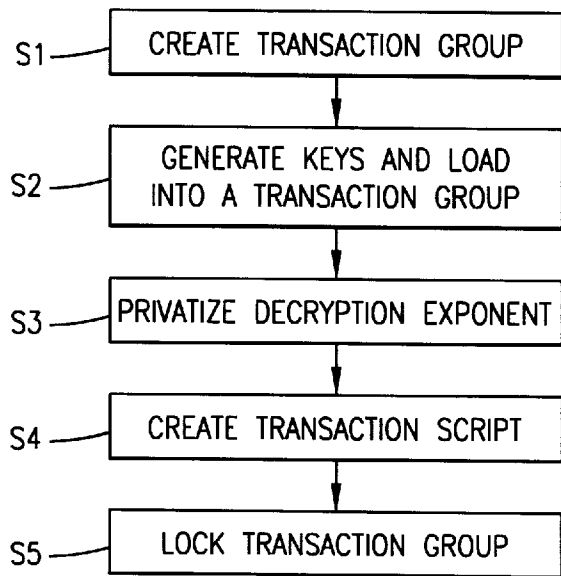 S1 CREATE TRANSACTION GROUP
S2 GENERATE KEYS AND LOAD
INTO A TRANSACTION GROUP
S3 PRIVATIZE DECRYPTION EXPONENT
S4 CREATE TRANSACTION SCRIPT
S5 LOCK TRANSACTION GROUP